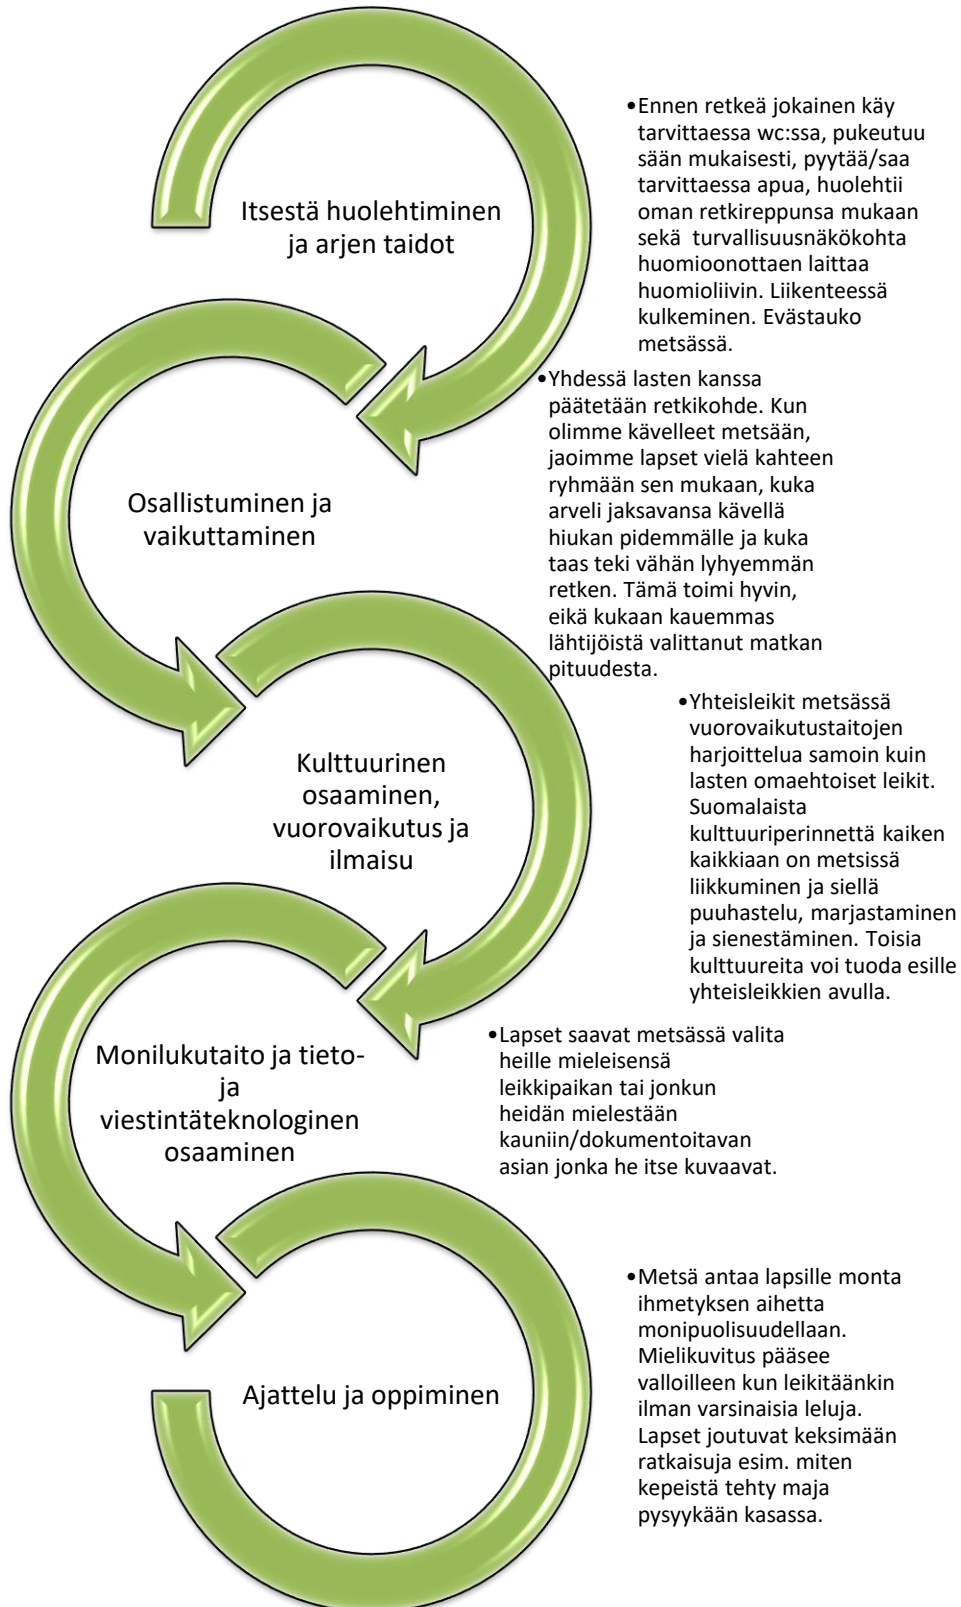 Itsestä huolehtiminen
ja arjen taidot
•Ennen retkeä jokainen käy
tarvittaessa wc:ssa, pukeutuu
sään mukaisesti, pyytää/saa
tarvittaessa apua, huolehtii
oman retkireppunsa mukaan
sekä turvallisuusnäkökohta
huomioonottaen laittaa
huomioliivin. Liikenteessä
kulkeminen. Evästauko
metsässä.
Osallistuminen ja
vaikuttaminen
•Yhdessä lasten kanssa
päätetään retkikohde. Kun
olimme kävelleet metsään,
jaoimme lapset vielä kahteen
ryhmään sen mukaan, kuka
arveli jaksavansa kävellä
hiukan pidemmälle ja kuka
taas teki vähän lyhyemmän
retken. Tämä toimi hyvin,
eikä kukaan kauemmas
lähtijöistä valittanut matkan
pituudesta.
Kulttuurinen
osaaminen,
vuorovaikutus ja
ilmaisu
•Yhteisleikit metsässä
vuorovaikutustaitojen
harjoittelua samoin kuin
lasten omaehtoiset leikit.
Suomalaista
kulttuuriperinnettä kaiken
kaikkiaan on metsissä
liikkuminen ja siellä
puuhastelu, marjastaminen
ja sienestäminen. Toisia
kulttuureita voi tuoda esille
yhteisleikkien avulla.
Monilukutaito ja tieto-
ja
viestintäteknologinen
osaaminen
•Lapset saavat metsässä valita
heille mieleisensä
leikkipaikan tai jonkun
heidän mielestään
kauniin/dokumentoitavan
asian jonka he itse kuvaavat.
Ajattelu ja oppiminen
•Metsä antaa lapsille monta
ihmetyksen aihetta
monipuolisuudellaan.
Mielikuvitus pääsee
valloilleen kun leikitäänkin
ilman varsinaisia leluja.
Lapset joutuvat keksimään
ratkaisuja esim. miten
kepeistä tehty maja
pysyykään kasassa.